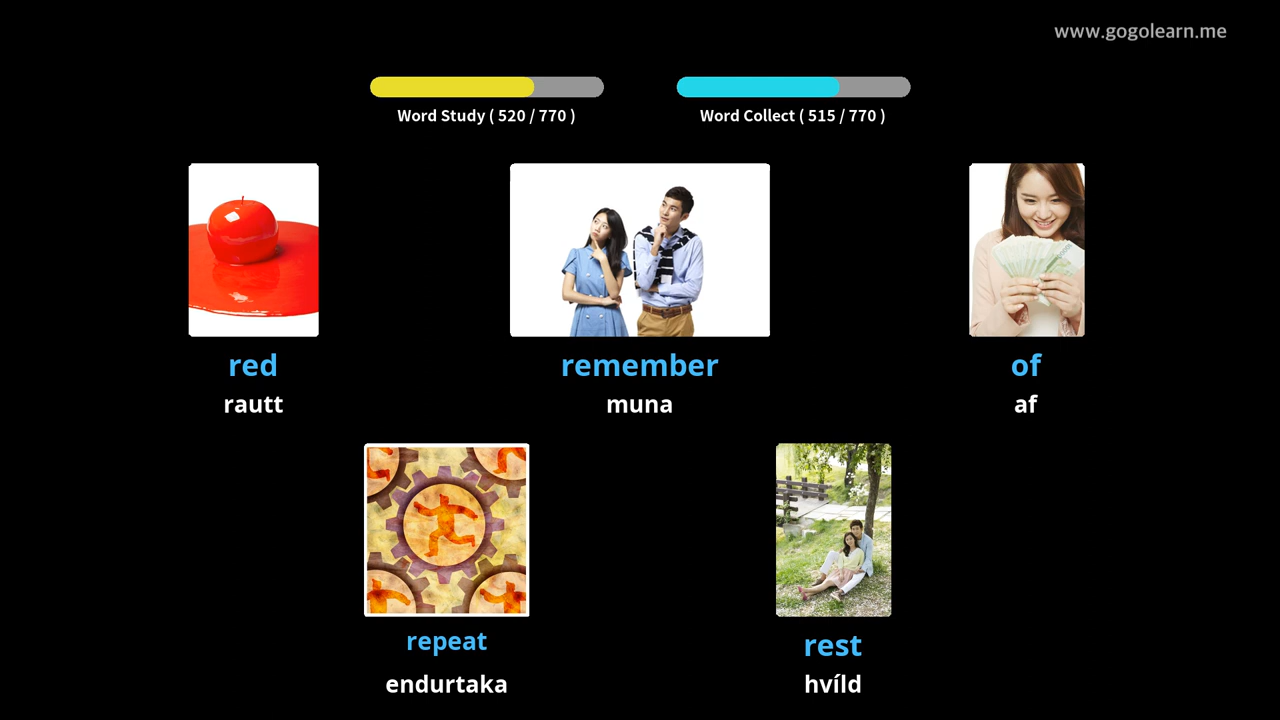 www.gogolearn.me
Word Study ( 520 / 770 )
Word Collect ( 515 / 770 )
red
rautt
remember
muna
of
af
repeat
endurtaka
rest
hvíld